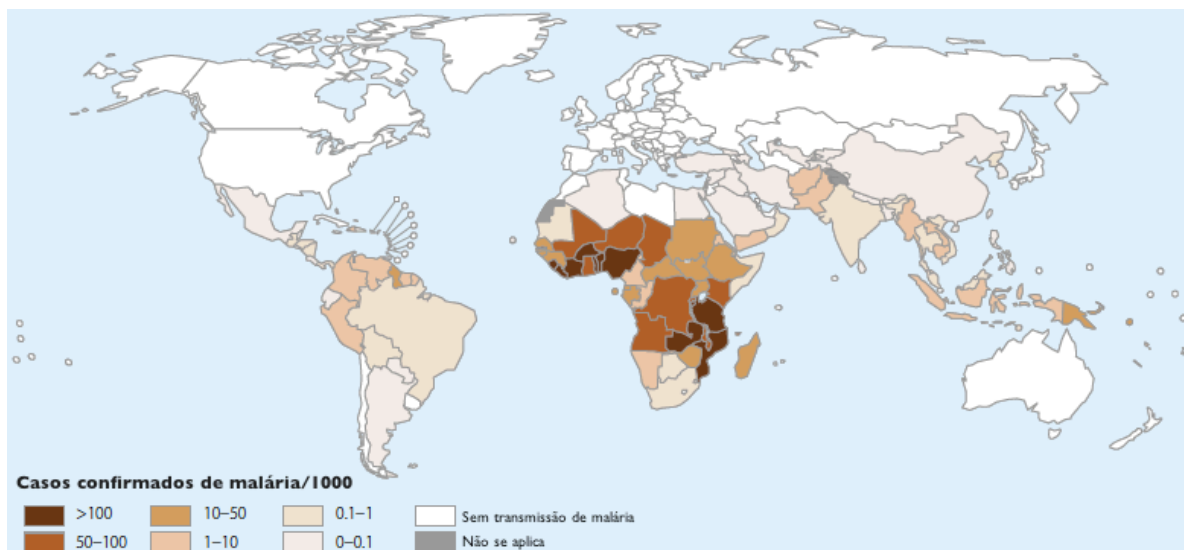 Casos confirmados de malária/1000
>100 10–50 0.1–1 Sem transmissão de malária
50–100 1–10 0–0.1 Não se aplica